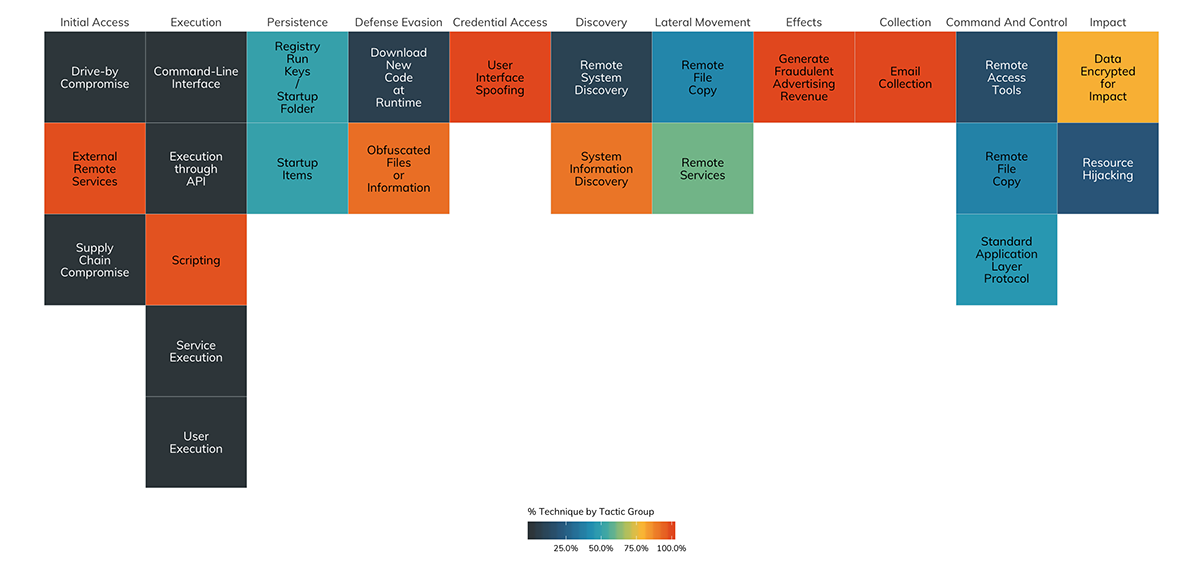 Initial Access
Execution
Persistence
Defense Evasion
Credential Access
Discovery
Lateral Movement
Effects
Collection
Command And Control
Impact
Drive-by
Compromise
Command-Line
Interface
Registry
Run
Keys
/
Startup
Folder
Download
New
Code
at
Runtime
User
Interface
Spoofing
Remote
System
Discovery
Remote
File
Copy
Generate
Fraudulent
Advertising
Revenue
Email
Collection
Remote
Access
Tools
Data
Encrypted
for
Impact
External
Remote
Services
Execution
through
API
Startup
Items
Obfuscated
Files
or
Information
System
Information
Discovery
Remote
Services
Remote
File
Copy
Resource
Hijacking
Supply
Chain
Compromise
Scripting
Standard
Application
Layer
Protocol
Service
Execution
User
Execution
% Technique by Tactic Group
25.0%
50.0%
75.0%
100.0%